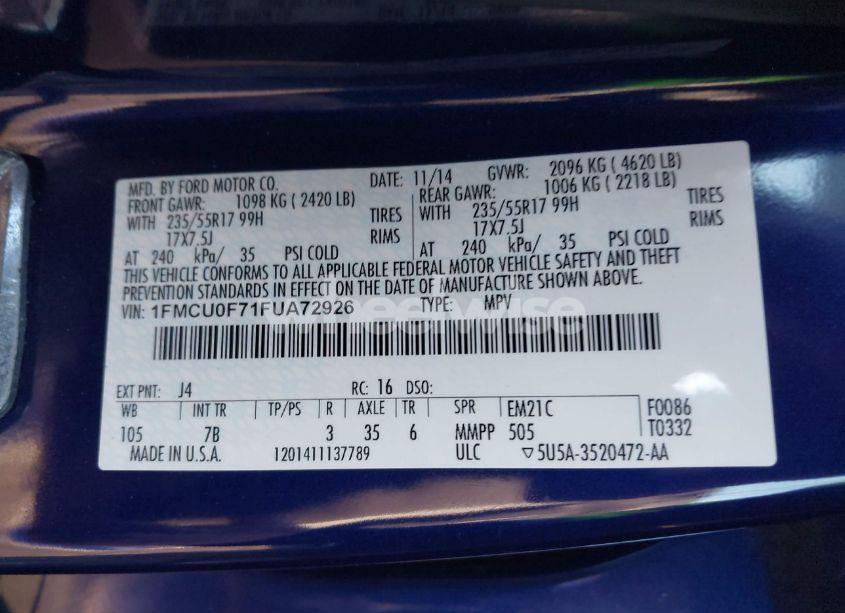 MFD. BY FORD MOTOR CO. DATE: 11/14 GVWR: 2096 KG ( 4620 LB)
FRONT GAWR: 1098 KG ( 2420 LB) REAR GAWR: 1006 KG ( 2218 LB)
WITH 235/55R17 99H TIRES WITH 235/55R17 99H TIRES
17X7.5J RIMS 17X7.5J RIMS
AT 240 kPa/ 35 PSI COLD AT 240 kPa/ 35 PSI COLD
THIS VEHICLE CONFORMS TO ALL APPLICABLE FEDERAL MOTOR VEHICLE SAFETY AND THEFT
PREVENTION STANDARDS IN EFFECT ON THE DATE OF MANUFACTURE SHOWN ABOVE.
VIN: 1FMCU0F71FUA72926 TYPE: MPV
EXT PNT: J4 RC: 16 DSO:
WB INT TR TP/PS R AXLE TR SPR EM21C F0086
105 7B 3 35 6 MMPP 505 T0332
MADE IN U.S.A. 1201411137789 ULC ▽5U5A-3520472-AA